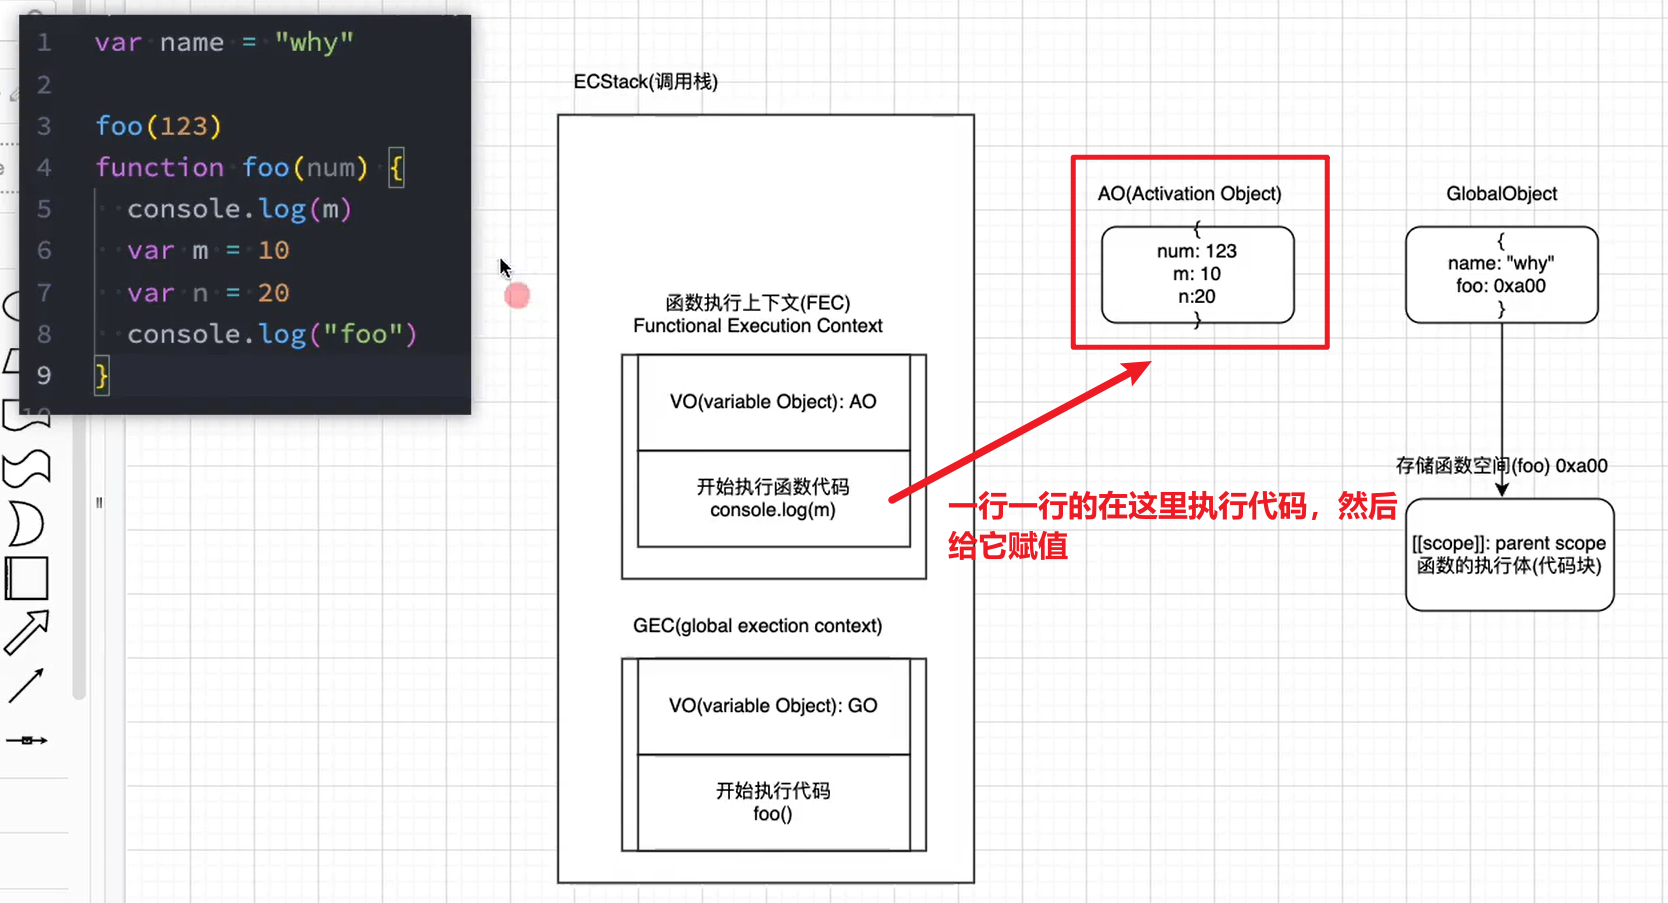 1 var name = "why"
2
3 foo(123)
4 function foo(num) {
5 console.log(m)
6 var m = 10
7 var n = 20
8 console.log("foo")
9 }
10
ECStack(调用栈)
函数执行上下文(FEC)
Functional Execution Context
VO(variable Object): AO
开始执行函数代码
console.log(m)
GEC(global exection context)
VO(variable Object): GO
开始执行代码
foo()
AO(Activation Object)
{
num: 123
m: 10
n:20
}
GlobalObject
{
name: "why"
foo: 0xa00
}
一行一行的在这里执行代码，然后
给它赋值
存储函数空间(foo) 0xa00
[[scope]]: parent scope
函数的执行体(代码块)